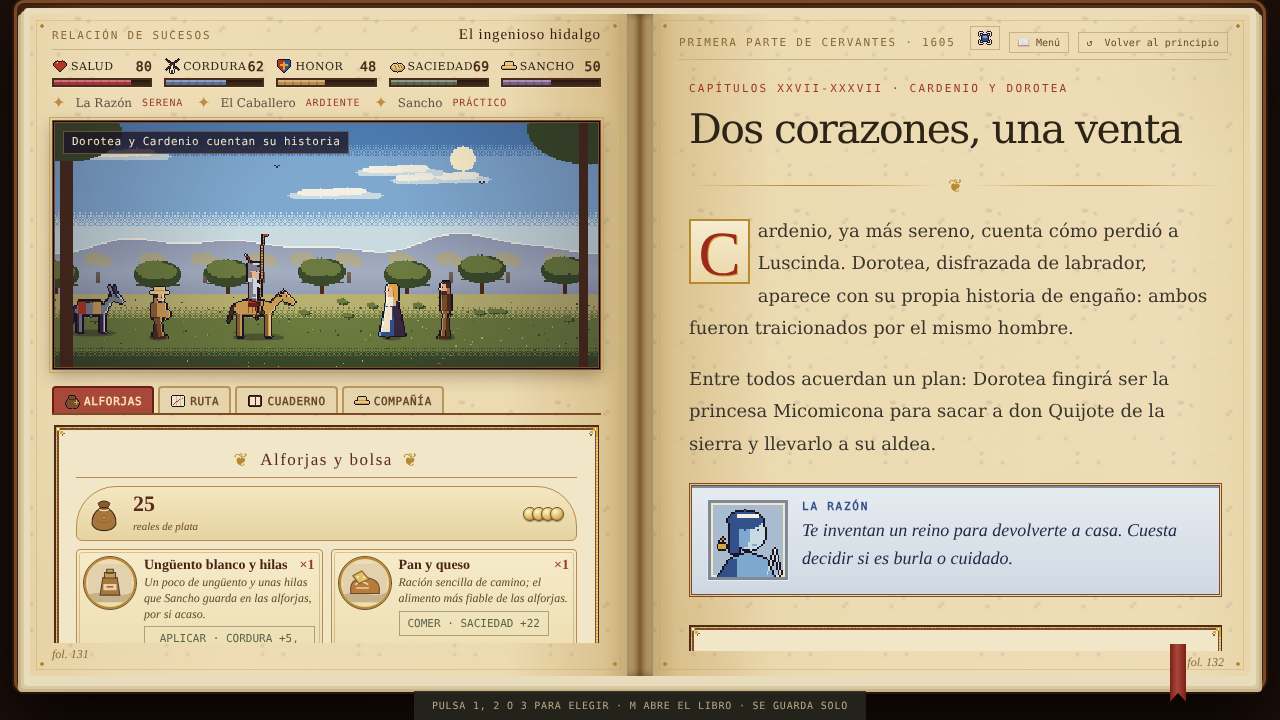 RELACIÓN DE SUCESOS
El ingenioso hidalgo
SALUD 80
CORDURA 62
HONOR 48
SACIEDAD 69
SANCHO 50
La Razón SERENA
El Caballero ARDIENTE
Sancho PRÁCTICO
Dorotea y Cardenio cuentan su historia
ALFORJAS
RUTA
CUADERNO
COMPAÑÍA
Alforjas y bolsa
25
reales de plata
Ungüento blanco y hilas ×1
Un poco de ungüento y unas hilas
que Sancho guarda en las alforjas,
por si acaso.
APLICAR · CORDURA +5,
Pan y queso ×1
Ración sencilla de camino; el
alimento más fiable de las alforjas.
COMER · SACIEDAD +22
fol. 131
PRIMERA PARTE DE CERVANTES · 1605
Menú
↺ Volver al principio
CAPÍTULOS XXVII-XXXVII · CARDENIO Y DOROTEA
Dos corazones, una venta
Cardenio, ya más sereno, cuenta cómo perdió a
Luscinda. Dorotea, disfrazada de labrador,
aparece con su propia historia de engaño: ambos
fueron traicionados por el mismo hombre.
Entre todos acuerdan un plan: Dorotea fingirá ser la
princesa Micomicona para sacar a don Quijote de la
sierra y llevarlo a su aldea.
LA RAZÓN
Te inventan un reino para devolverte a casa. Cuesta
decidir si es burla o cuidado.
fol. 132
PULSA 1, 2 O 3 PARA ELEGIR · M ABRE EL LIBRO · SE GUARDA SOLO